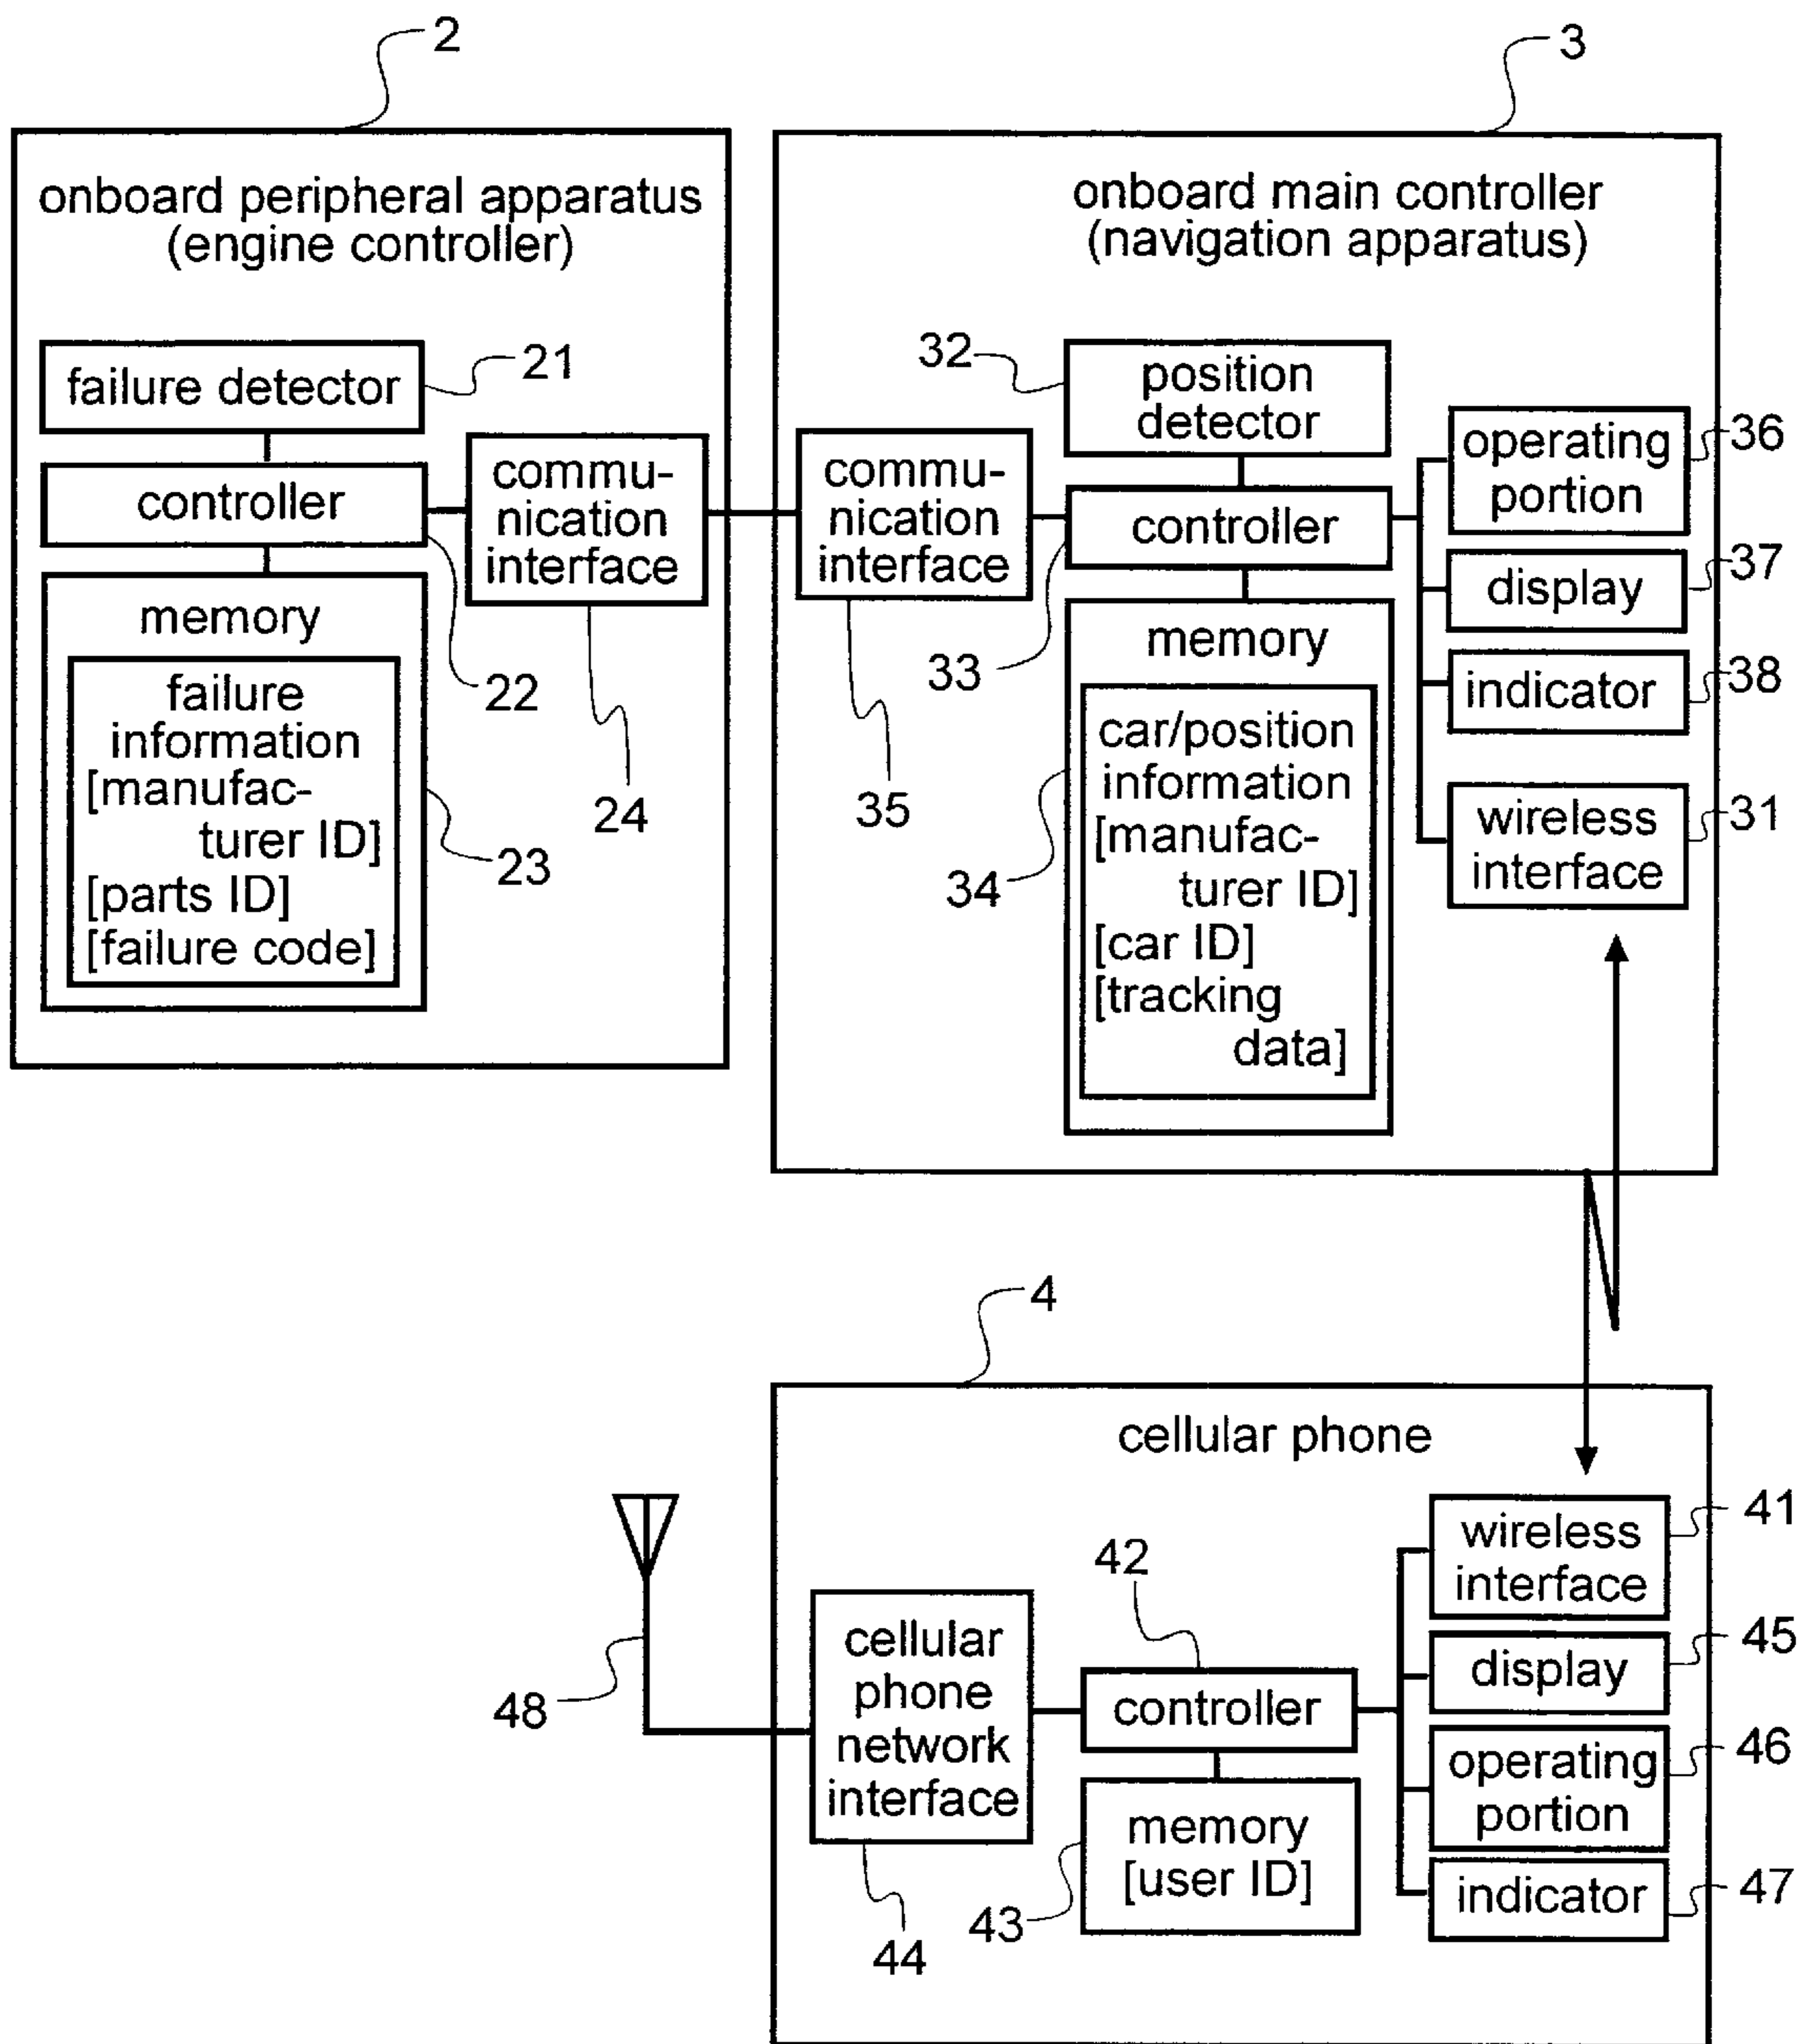 2
3
onboard peripheral apparatus
(engine controller)
failure detector
21
controller
22
commu-
nication
interface
24
memory
failure
information
[manufac-
turer ID]
[parts ID]
[failure code]
23
onboard main controller
(navigation apparatus)
32
position
detector
commu-
nication
interface
35
controller
33
memory
car/position
information
[manufac-
turer ID]
[car ID]
[tracking
data]
34
operating
portion
36
display
37
indicator
38
wireless
interface
31
4
cellular phone
48
cellular
phone
network
interface
44
42
controller
memory
[user ID]
43
wireless
interface
41
display
45
operating
portion
46
indicator
47